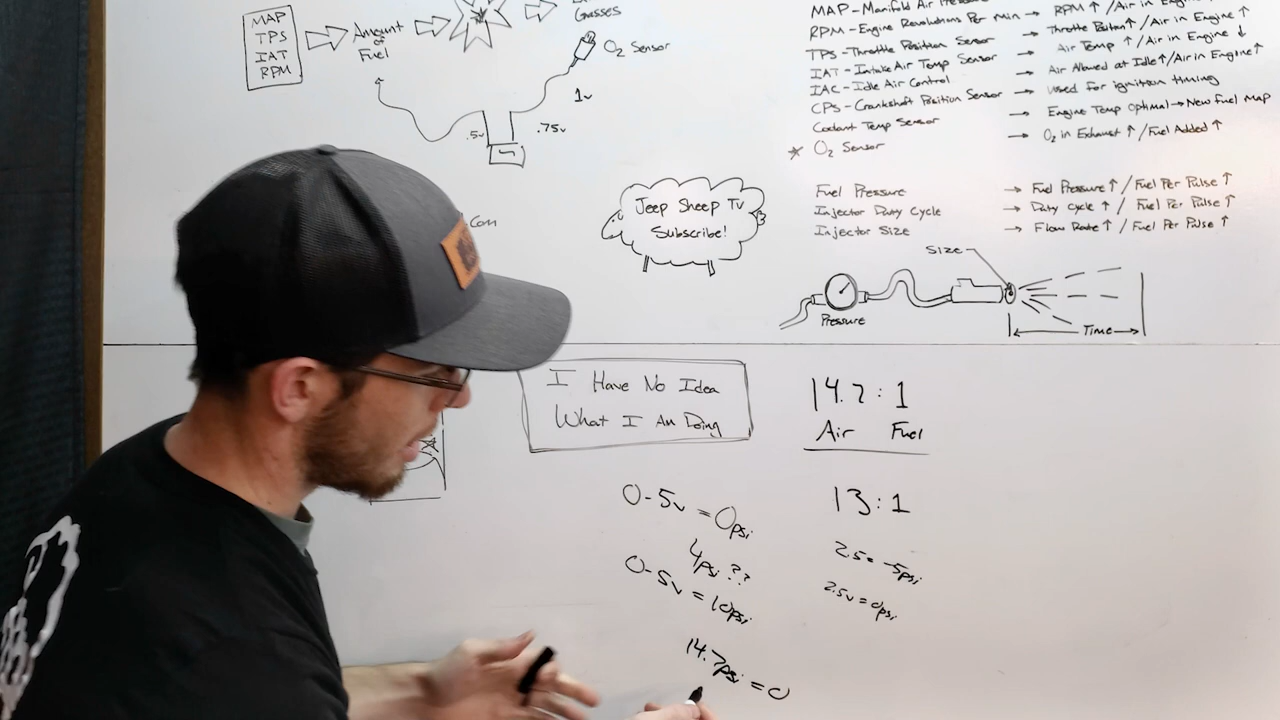 MAP
TPS
IAT
RPM
Amount
of
Fuel
Gasses
O2 Sensor
1v
.5v
.75v
Com
Jeep Sheep TV
Subscribe!
MAP - Manifold Air Pressure
RPM - Engine Revolutions Per Min → RPM ↑ / Air in Engine
TPS - Throttle Position Sensor → Throttle Position ↑ / Air in Engine ↑
IAT - Intake Air Temp Sensor → Air Temp ↑ / Air in Engine ↓
IAC - Idle Air Control → Air Allowed at Idle ↑ / Air in Engine ↑
CPS - Crankshaft Position Sensor → Used for ignition timing
Coolant Temp Sensor → Engine Temp Optimal → New Fuel Map
* O2 Sensor → O2 in Exhaust ↑ / Fuel Added ↑
Fuel Pressure → Fuel Pressure ↑ / Fuel Per Pulse ↑
Injector Duty Cycle → Duty Cycle ↑ / Fuel Per Pulse ↑
Injector Size → Flow Rate ↑ / Fuel Per Pulse ↑
Size
Pressure
Time
I Have No Idea
What I Am Doing
14.7 : 1
Air Fuel
13 : 1
0-5v = 0psi
4psi ??
0-5v = 10psi
14.7psi = 0
2.5 = -5psi
2.5v = 0psi